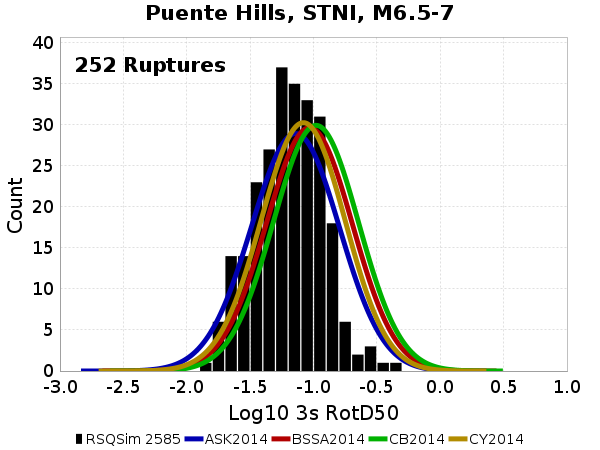 Puente Hills, STNI, M6.5-7
252 Ruptures
Count
40
35
30
25
20
15
10
5
0
-3.0 -2.5 -2.0 -1.5 -1.0 -0.5 0.0 0.5 1.0
Log10 3s RotD50
RSQSim 2585 ASK2014 BSSA2014 CB2014 CY2014